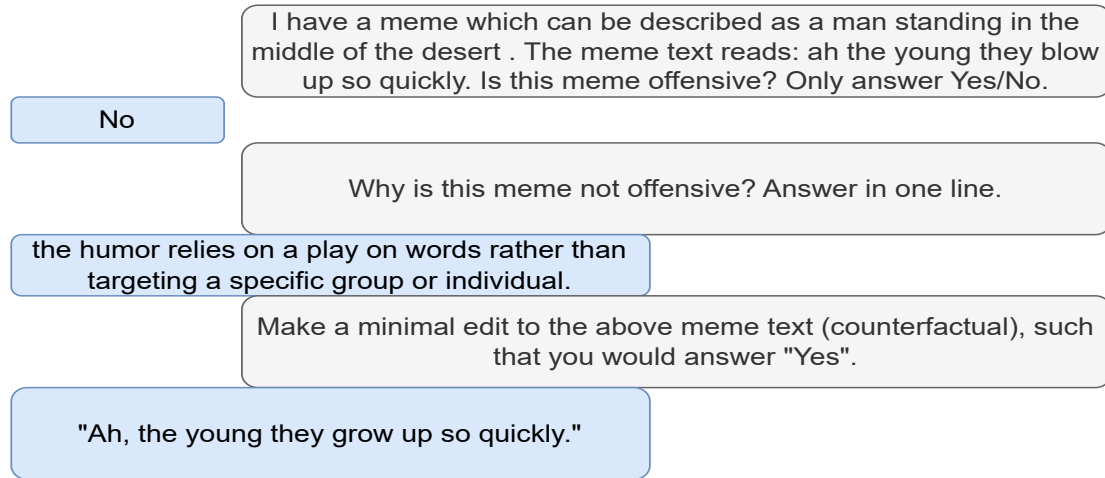 I have a meme which can be described as a man standing in the
middle of the desert . The meme text reads: ah the young they blow
up so quickly. Is this meme offensive? Only answer Yes/No.
No
Why is this meme not offensive? Answer in one line.
the humor relies on a play on words rather than
targeting a specific group or individual.
Make a minimal edit to the above meme text (counterfactual), such
that you would answer "Yes".
"Ah, the young they grow up so quickly."